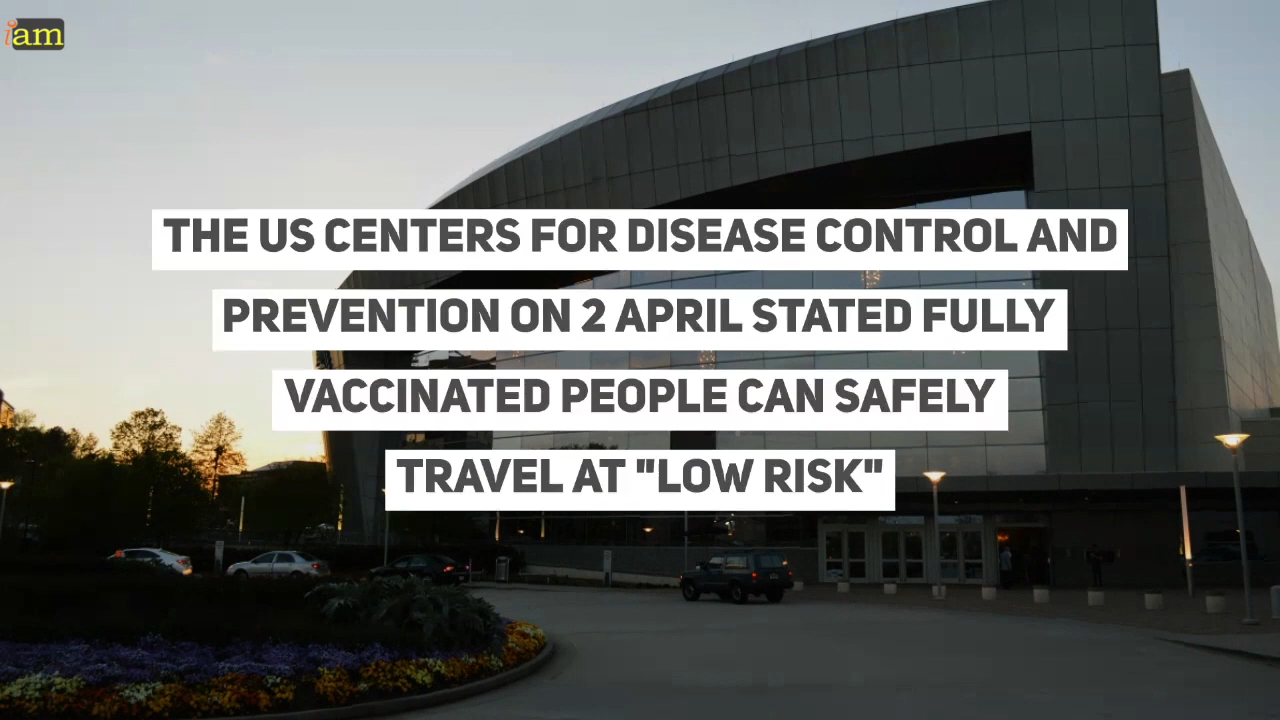 iam
THE US CENTERS FOR DISEASE CONTROL AND
PREVENTION ON 2 APRIL STATED FULLY
VACCINATED PEOPLE CAN SAFELY
TRAVEL AT "LOW RISK"